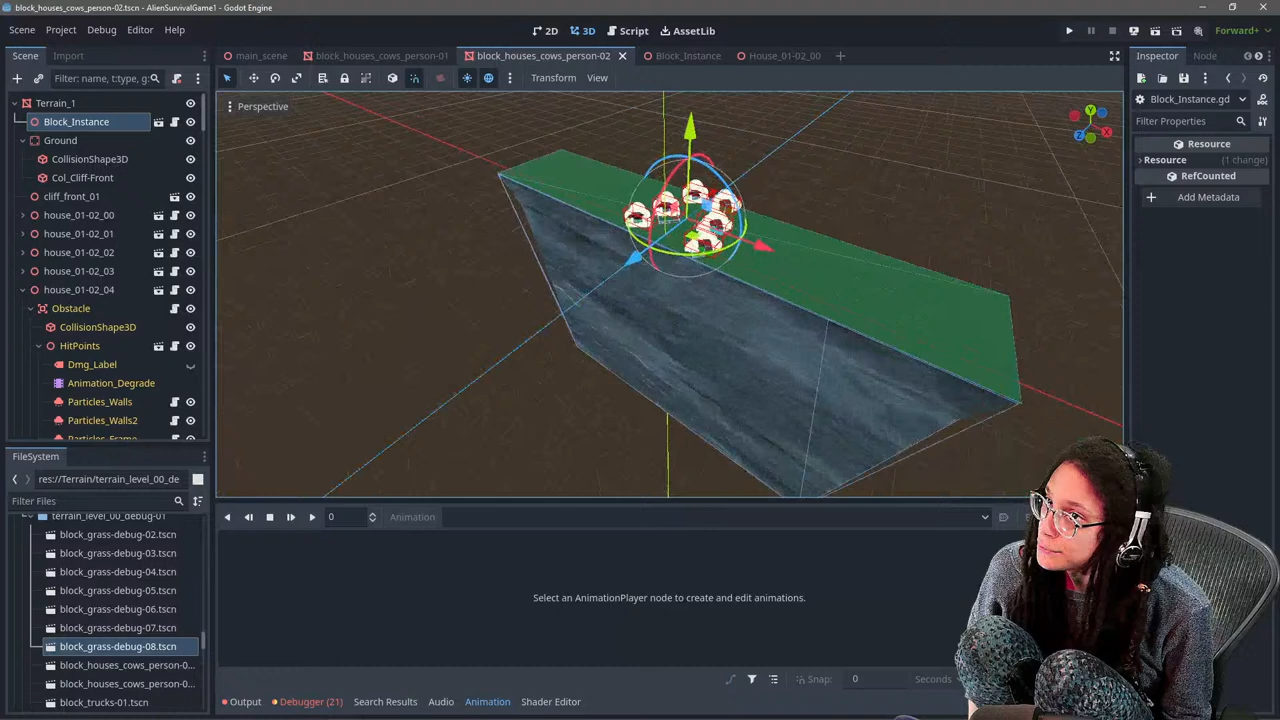 block_houses_cows_person-02.tscn - AlienSurvivalGame1 - Godot Engine
Scene Project Debug Editor Help
2D 3D Script AssetLib
Forward+
Scene Import
main_scene block_houses_cows_person-01 block_houses_cows_person-02 Block_Instance House_01-02_00
Inspector Node
Filter: name, t:type, g:
Transform View
Perspective
Y
X
Z
Terrain_1
Block_Instance
Ground
CollisionShape3D
Col_Cliff-Front
cliff_front_01
house_01-02_00
house_01-02_01
house_01-02_02
house_01-02_03
house_01-02_04
Obstacle
CollisionShape3D
HitPoints
Dmg_Label
Animation_Degrade
Particles_Walls
Particles_Walls2
Particles_Frame
Block_Instance.gd
Filter Properties
Resource
Resource (1 change)
RefCounted
Add Metadata
FileSystem
res://Terrain/terrain_level_00_de
Filter Files
terrain_level_00_debug-01
block_grass-debug-02.tscn
block_grass-debug-03.tscn
block_grass-debug-04.tscn
block_grass-debug-05.tscn
block_grass-debug-06.tscn
block_grass-debug-07.tscn
block_grass-debug-08.tscn
block_houses_cows_person-0...
block_houses_cows_person-0...
block_trucks-01.tscn
0 Animation
Select an AnimationPlayer node to create and edit animations.
Snap: 0 Seconds
Output Debugger (21) Search Results Audio Animation Shader Editor